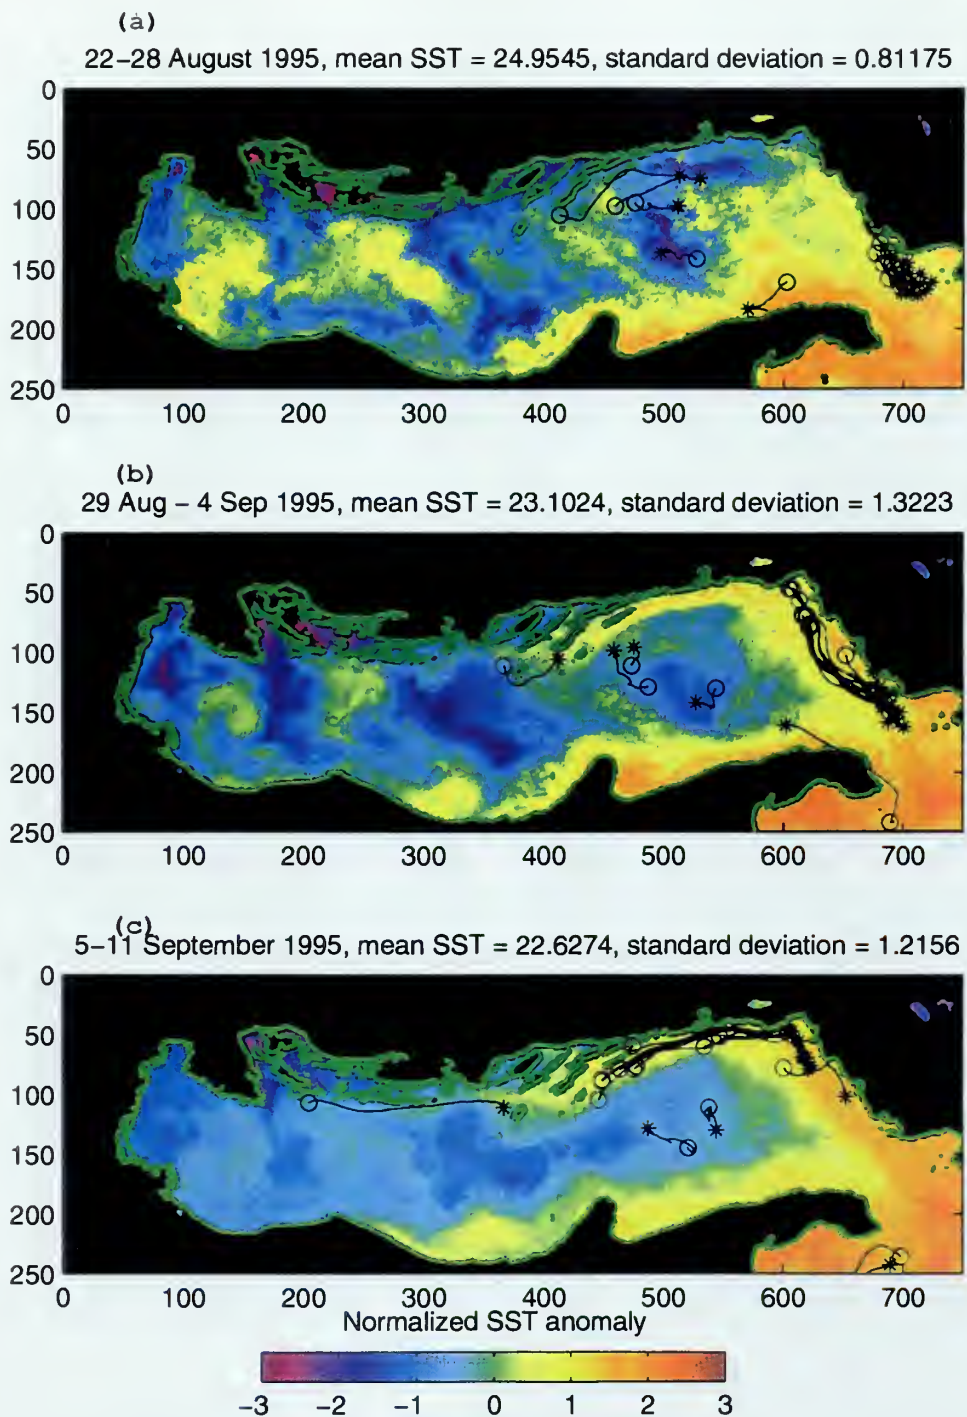 (a)
22–28 August 1995, mean SST = 24.9545, standard deviation = 0.81175
0
50
100
150
200
250
0 100 200 300 400 500 600 700
(b)
29 Aug – 4 Sep 1995, mean SST = 23.1024, standard deviation = 1.3223
0
50
100
150
200
250
0 100 200 300 400 500 600 700
(c)
5–11 September 1995, mean SST = 22.6274, standard deviation = 1.2156
0
50
100
150
200
250
0 100 200 300 400 500 600 700
Normalized SST anomaly
−3 −2 −1 0 1 2 3